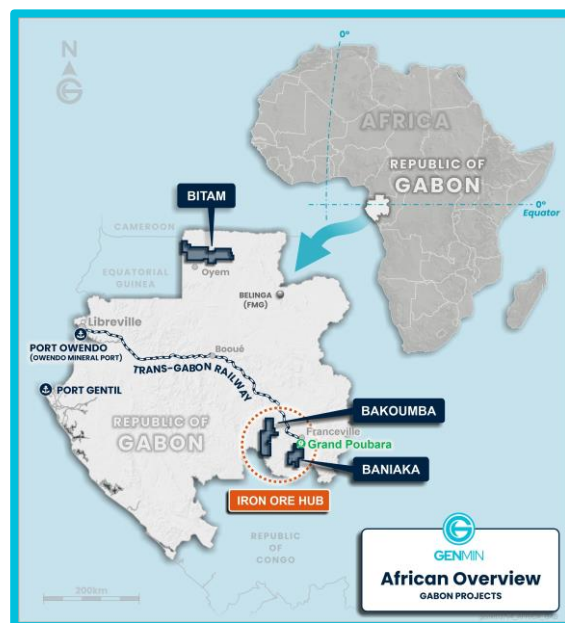 N
0°
AFRICA
REPUBLIC OF
GABON
0°
Equator
BITAM
CAMEROON
EQUATORIAL
GUINEA
Oyem
BELINGA
(FMG)
Libreville
PORT OWENDO
(OWENDO MINERAL PORT)
Booué
TRANS-GABON RAILWAY
PORT GENTIL
REPUBLIC OF
GABON
BAKOUMBA
Franceville
Grand Poubara
BANIAKA
IRON ORE HUB
REPUBLIC
OF
CONGO
200km
GENMIN
African Overview
GABON PROJECTS